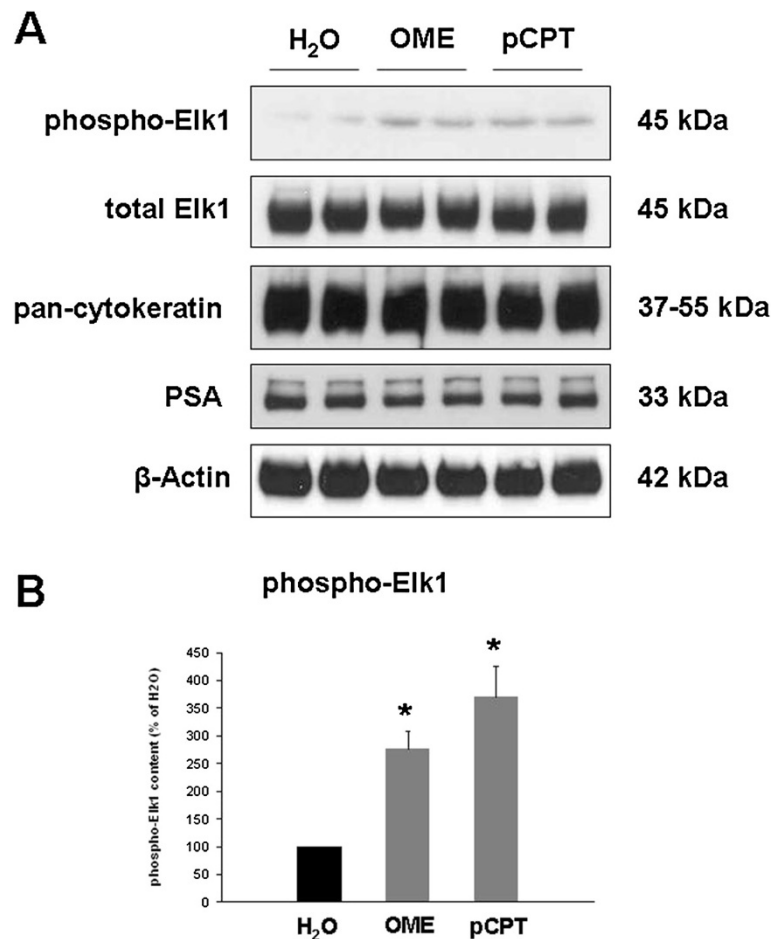 A
H₂O OME pCPT
phospho-Elk1 45 kDa
total Elk1 45 kDa
pan-cytokeratin 37-55 kDa
PSA 33 kDa
β-Actin 42 kDa
B
phospho-Elk1
phospho-Elk1 content (% of H2O)
450
400
350
300
250
200
150
100
50
0
*
*
H₂O OME pCPT